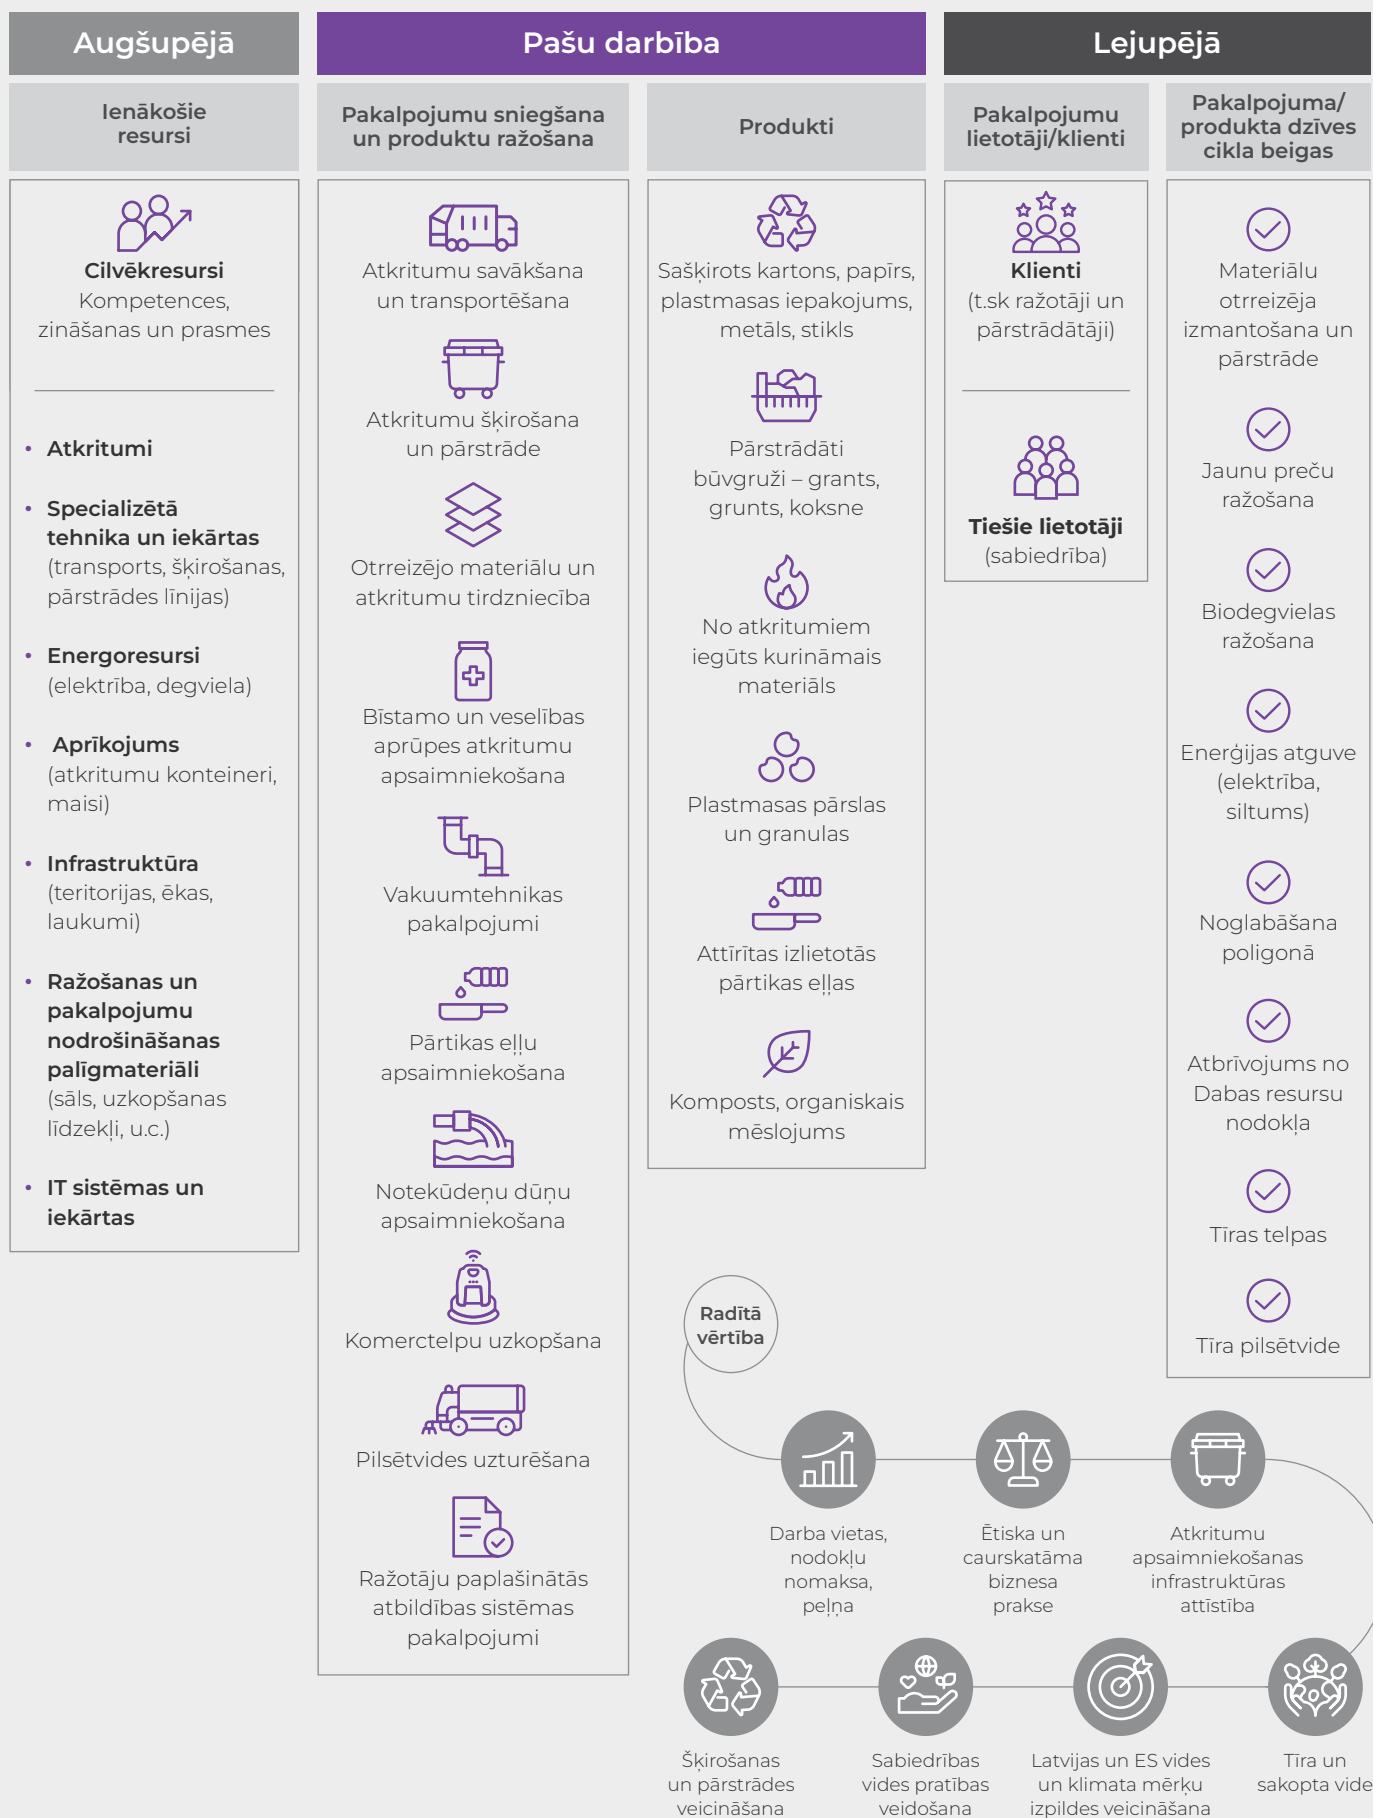 Augšupējā
Ienākošie
resursi
Cilvēkresursi
Kompetences,
zināšanas un prasmes
• Atkritumi
• Specializētā
tehnika un iekārtas
(transports, šķirošanas,
pārstrādes līnijas)
• Energoresursi
(elektrība, degviela)
• Aprīkojums
(atkritumu konteineri,
maisi)
• Infrastruktūra
(teritorijas, ēkas,
laukumi)
• Ražošanas un
pakalpojumu
nodrošināšanas
palīgmateriāli
(sāls, uzkopšanas
līdzekļi, u.c.)
• IT sistēmas un
iekārtas
Pašu darbība
Pakalpojumu sniegšana
un produktu ražošana
Atkritumu savākšana
un transportēšana
Atkritumu šķirošana
un pārstrāde
Otrreizējo materiālu un
atkritumu tirdzniecība
Bīstamo un veselības
aprūpes atkritumu
apsaimniekošana
Vakuumtehnikas
pakalpojumi
Pārtikas eļļu
apsaimniekošana
Notekūdeņu dūņu
apsaimniekošana
Komerctelpu uzkopšana
Pilsētvides uzturēšana
Ražotāju paplašinātās
atbildības sistēmas
pakalpojumi
Produkti
Sašķirots kartons, papīrs,
plastmasas iepakojums,
metāls, stikls
Pārstrādāti
būvgruži – grants,
grunts, koksne
No atkritumiem
iegūts kurināmais
materiāls
Plastmasas pārslas
un granulas
Attīrītas izlietotās
pārtikas eļļas
Komposts, organiskais
mēslojums
Lejupējā
Pakalpojumu
lietotāji/klienti
Klienti
(t.sk ražotāji un
pārstrādātāji)
Tiešie lietotāji
(sabiedrība)
Pakalpojuma/
produkta dzīves
cikla beigas
Materiālu
otrreizēja
izmantošana un
pārstrāde
Jaunu preču
ražošana
Biodegvielas
ražošana
Enerģijas atguve
(elektrība,
siltums)
Noglabāšana
poligonā
Atbrīvojums no
Dabas resursu
nodokļa
Tīras telpas
Tīra pilsētvide
Radītā
vērtība
Darba vietas,
nodokļu
nomaksa,
peļņa
Ētiska un
caurskatāma
biznesa
prakse
Atkritumu
apsaimniekošanas
infrastruktūras
attīstība
Šķirošanas
un pārstrādes
veicināšana
Sabiedrības
vides pratības
veidošana
Latvijas un ES vides
un klimata mērķu
izpildes veicināšana
Tīra un
sakopta vide